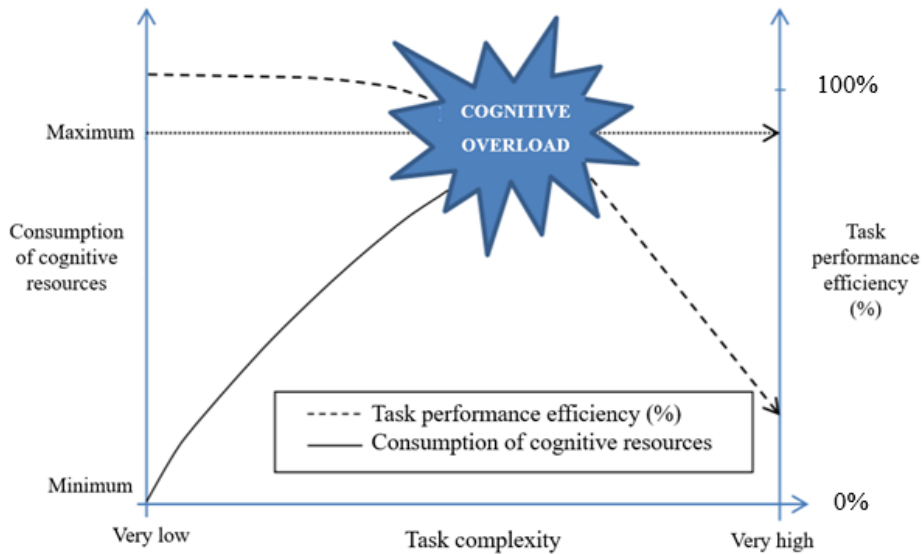 100%
COGNITIVE
OVERLOAD
Maximum
Consumption
of cognitive
resources
Task
performance
efficiency
(%)
Task performance efficiency (%)
Consumption of cognitive resources
Minimum
0%
Very low
Task complexity
Very high